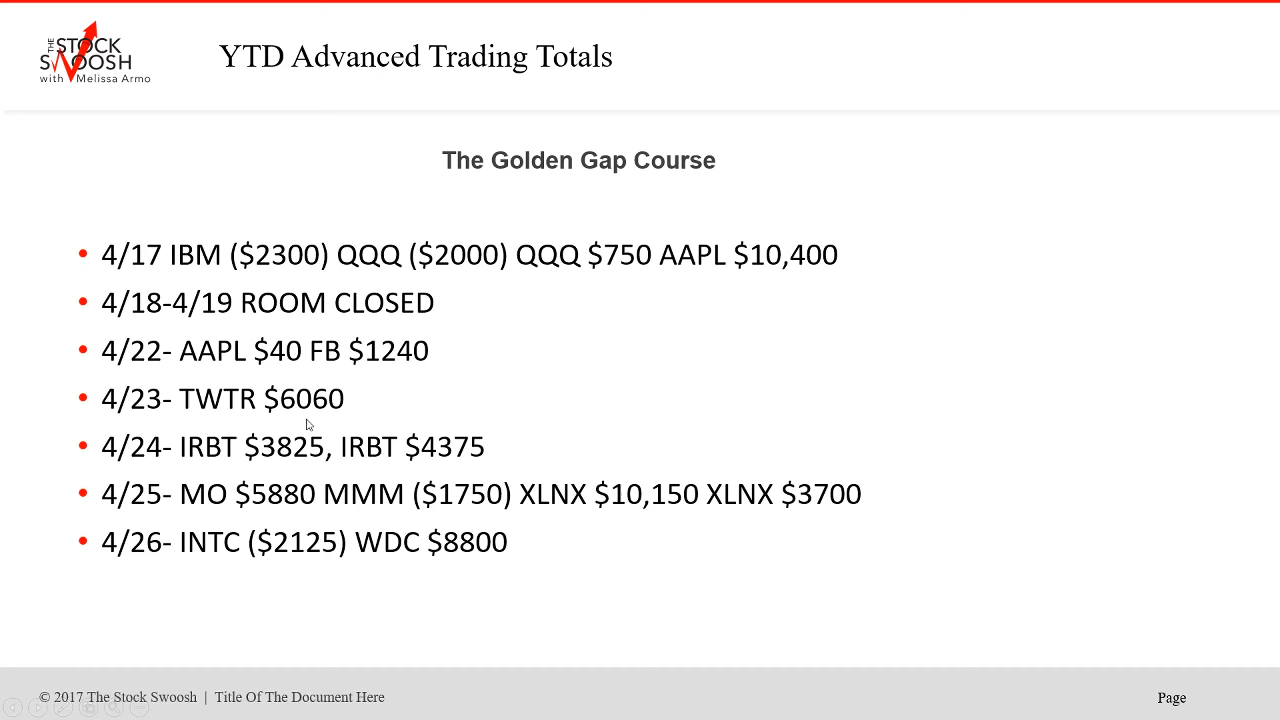 THE STOCK
SWOOSH
with Melissa Armo
YTD Advanced Trading Totals
The Golden Gap Course
• 4/17 IBM ($2300) QQQ ($2000) QQQ $750 AAPL $10,400
• 4/18-4/19 ROOM CLOSED
• 4/22- AAPL $40 FB $1240
• 4/23- TWTR $6060
• 4/24- IRBT $3825, IRBT $4375
• 4/25- MO $5880 MMM ($1750) XLNX $10,150 XLNX $3700
• 4/26- INTC ($2125) WDC $8800
© 2017 The Stock Swoosh | Title Of The Document Here
Page